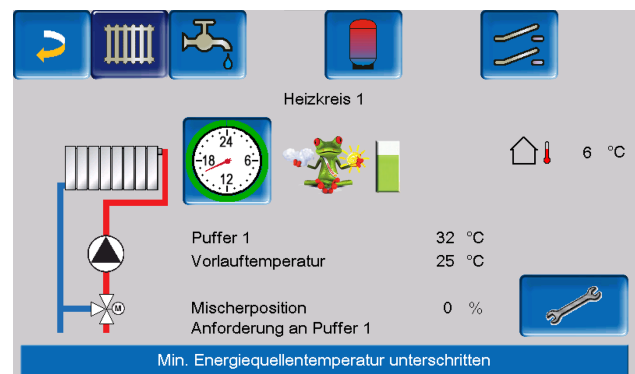 Heizkreis 1
24
18
6
12
6 °C
Puffer 1 32 °C
Vorlauftemperatur 25 °C
M
Mischerposition 0 %
Anforderung an Puffer 1
Min. Energiequellentemperatur unterschritten